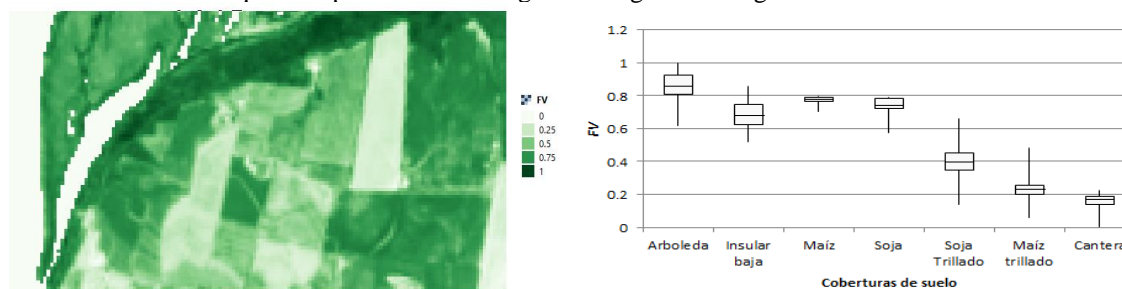 FV
0
0.25
0.5
0.75
1
1.2
1
0.8
0.6
0.4
0.2
0
FV
Arboleda
Insular baja
Maíz
Soja
Soja Trillado
Maíz trillado
Cantera
Coberturas de suelo